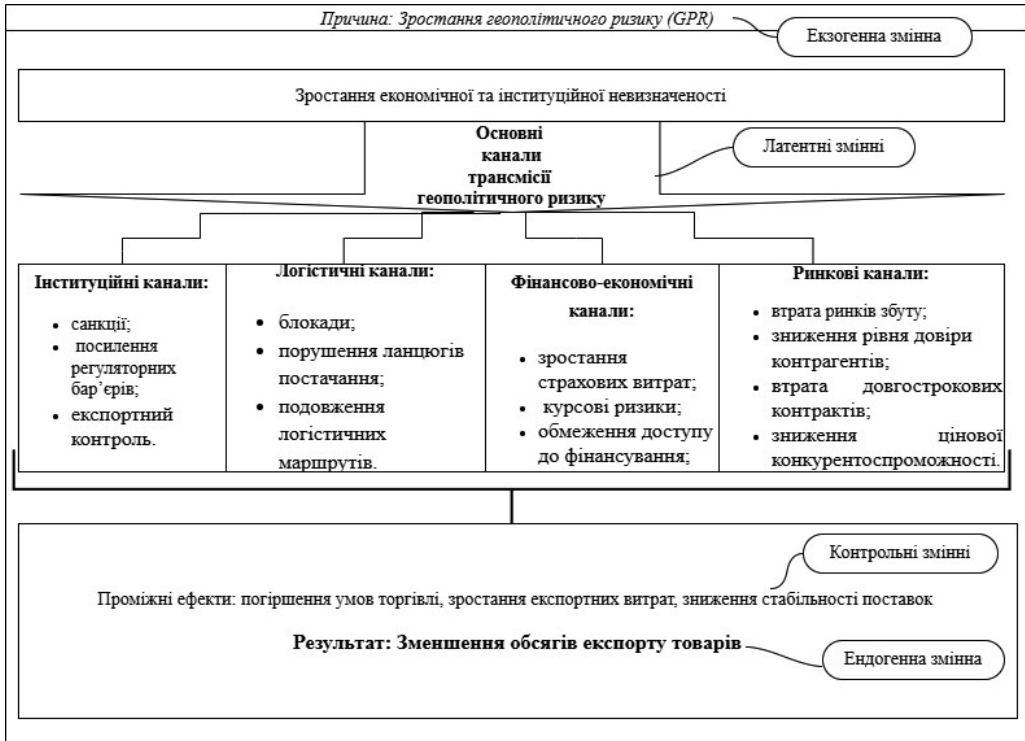 Причина: Зростання геополітичного ризику (GPR)
Екзогенна змінна
Зростання економічної та інституційної невизначеності
Основні
канали
трансмісії
геополітичного ризику
Латентні змінні
Інституційні канали:
• санкції;
• посилення
регуляторних
бар’єрів;
• експортний
контроль.
Логістичні канали:
• блокади;
• порушення ланцюгів
постачання;
• подовження
логістичних
маршрутів.
Фінансово-економічні
канали:
• зростання
страхових витрат;
• курсові ризики;
• обмеження доступу
до фінансування;
Ринкові канали:
• втрата ринків збуту;
• зниження рівня довіри
контрагентів;
• втрата довгострокових
контрактів;
• зниження цінової
конкурентоспроможності.
Контрольні змінні
Проміжні ефекти: погіршення умов торгівлі, зростання експортних витрат, зниження стабільності поставок
Результат: Зменшення обсягів експорту товарів
Ендогенна змінна